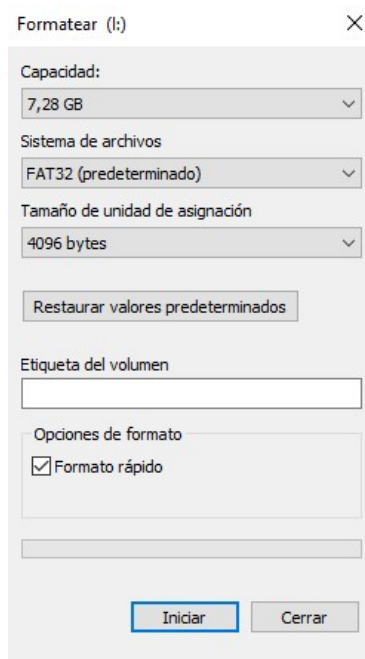 Formatear (I:)
Capacidad:
7,28 GB
Sistema de archivos
FAT32 (predeterminado)
Tamaño de unidad de asignación
4096 bytes
Restaurar valores predeterminados
Etiqueta del volumen
Opciones de formato
Formato rápido
Iniciar Cerrar